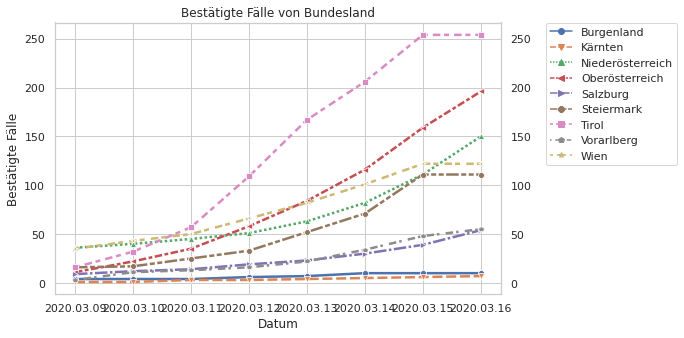 Bestätigte Fälle von Bundesland
250
200
150
100
50
0
Bestätigte Fälle
250
200
150
100
50
0
2020.03.09 2020.03.10 2020.03.11 2020.03.12 2020.03.13 2020.03.14 2020.03.15 2020.03.16
Datum
Burgenland
Kärnten
Niederösterreich
Oberösterreich
Salzburg
Steiermark
Tirol
Vorarlberg
Wien